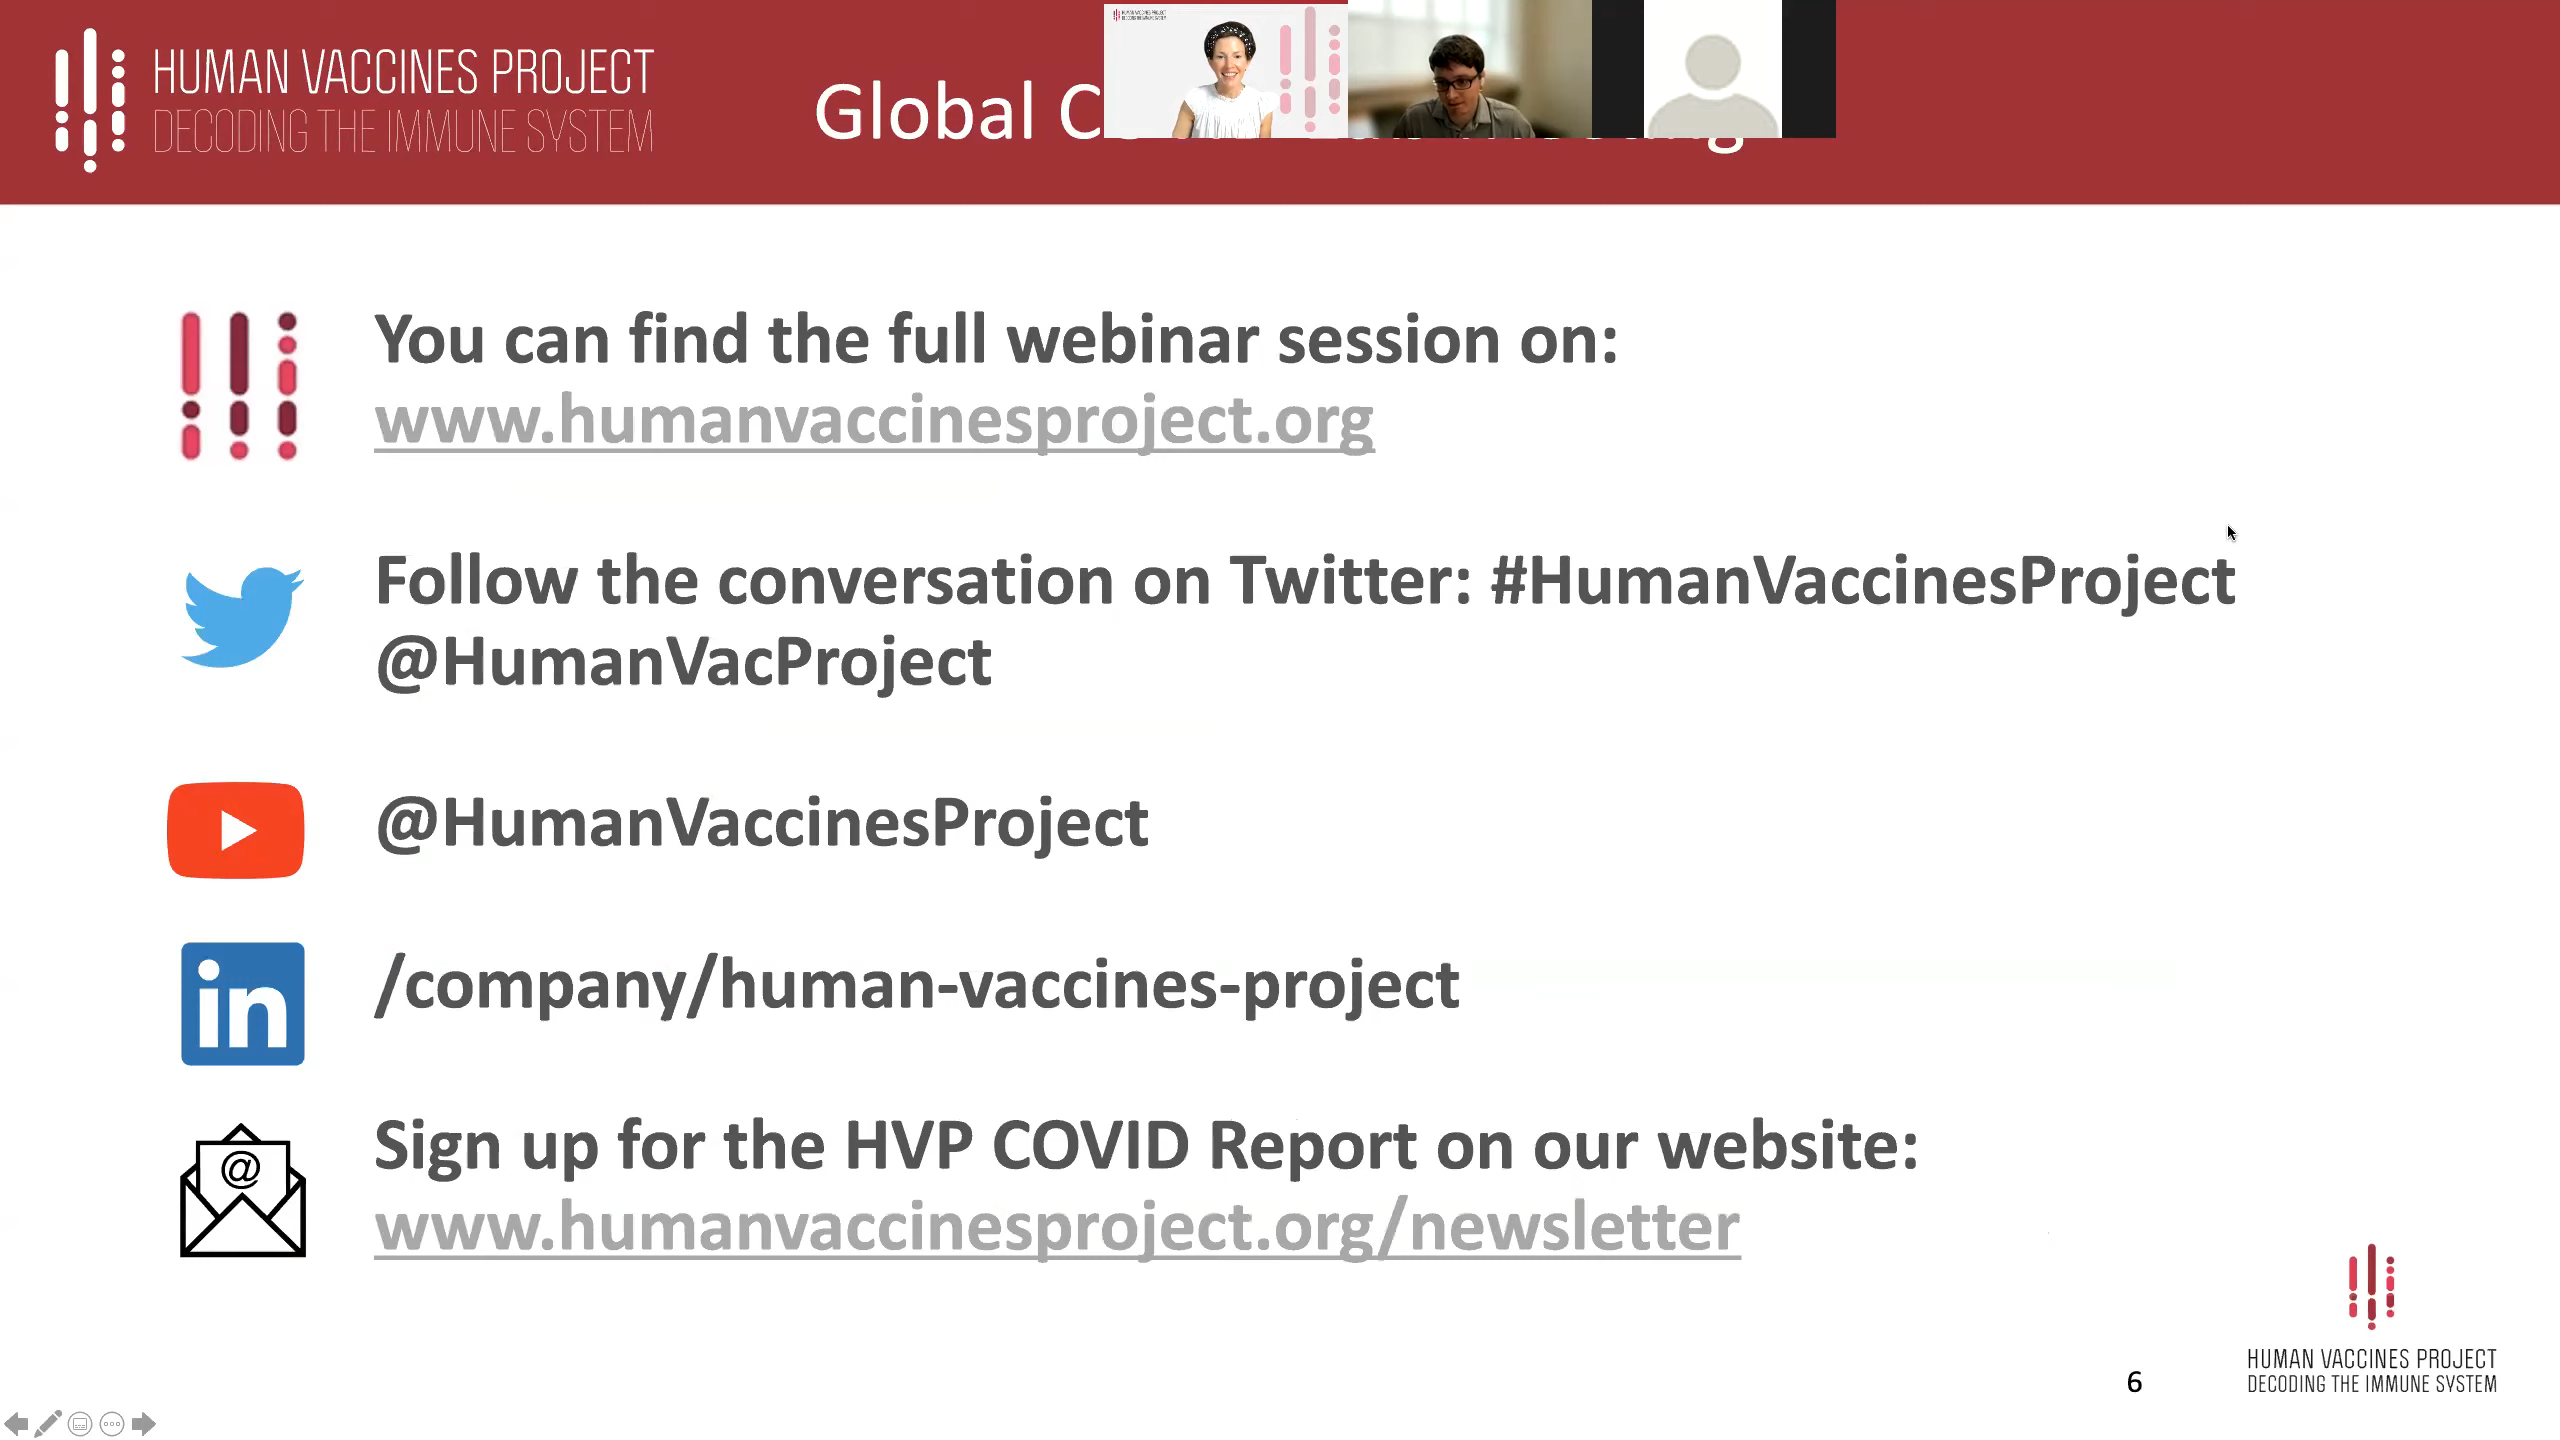 HUMAN VACCINES PROJECT
DECODING THE IMMUNE SYSTEM
Global
You can find the full webinar session on:
www.humanvaccinesproject.org
Follow the conversation on Twitter: #HumanVaccinesProject
@HumanVacProject
@HumanVaccinesProject
in
/company/human-vaccines-project
@
Sign up for the HVP COVID Report on our website:
www.humanvaccinesproject.org/newsletter
6
HUMAN VACCINES PROJECT
DECODING THE IMMUNE SYSTEM